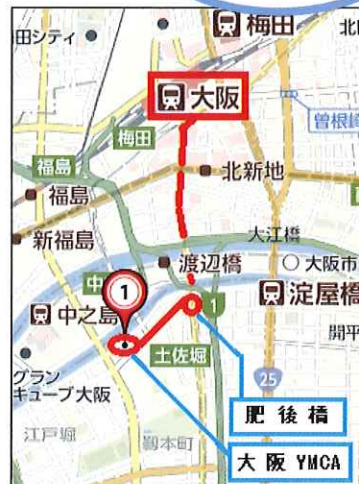 田シティ
梅田
北
大阪
曽根崎
梅田
福島
北新地
福島
新福島
大江橋
渡辺橋
大阪市
中
1
中之島
1
淀屋橋
土佐堀
開平
グラン
キューブ大阪
25
肥後橋
江戸堀
靱本町
大阪 YMCA